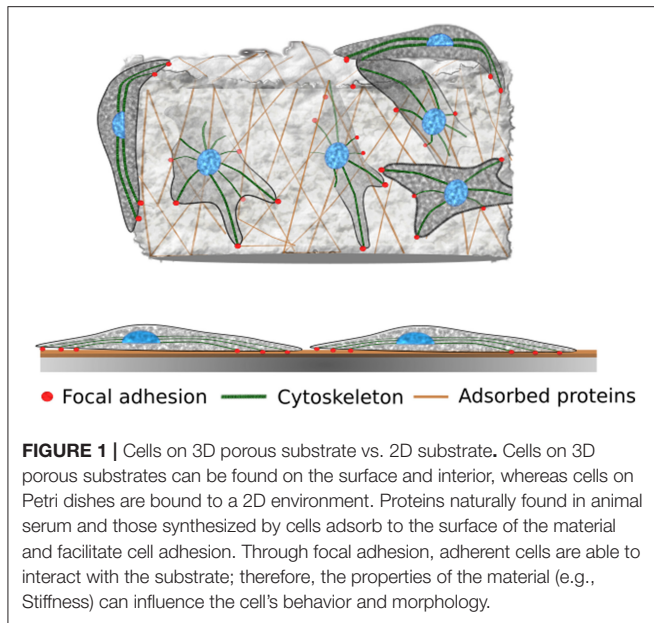 Focal adhesion Cytoskeleton Adsorbed proteins
FIGURE 1 | Cells on 3D porous substrate vs. 2D substrate. Cells on 3D
porous substrates can be found on the surface and interior, whereas cells on
Petri dishes are bound to a 2D environment. Proteins naturally found in animal
serum and those synthesized by cells adsorb to the surface of the material
and facilitate cell adhesion. Through focal adhesion, adherent cells are able to
interact with the substrate; therefore, the properties of the material (e.g.,
Stiffness) can influence the cell's behavior and morphology.